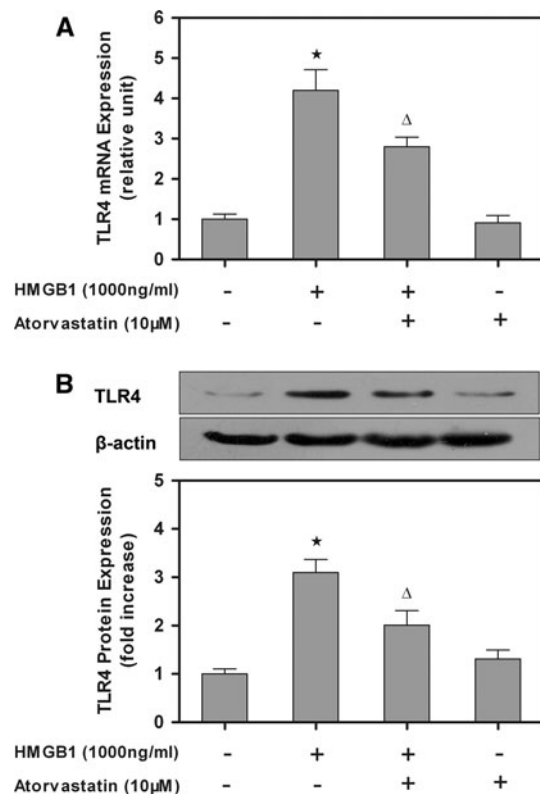 A
TLR4 mRNA Expression
(relative unit)
6
5
4
3
2
1
0
★
Δ
HMGB1 (1000ng/ml) - + + -
Atorvastatin (10µM) - - + +
B
TLR4
β-actin
TLR4 Protein Expression
(fold increase)
5
4
3
2
1
0
★
Δ
HMGB1 (1000ng/ml) - + + -
Atorvastatin (10µM) - - + +